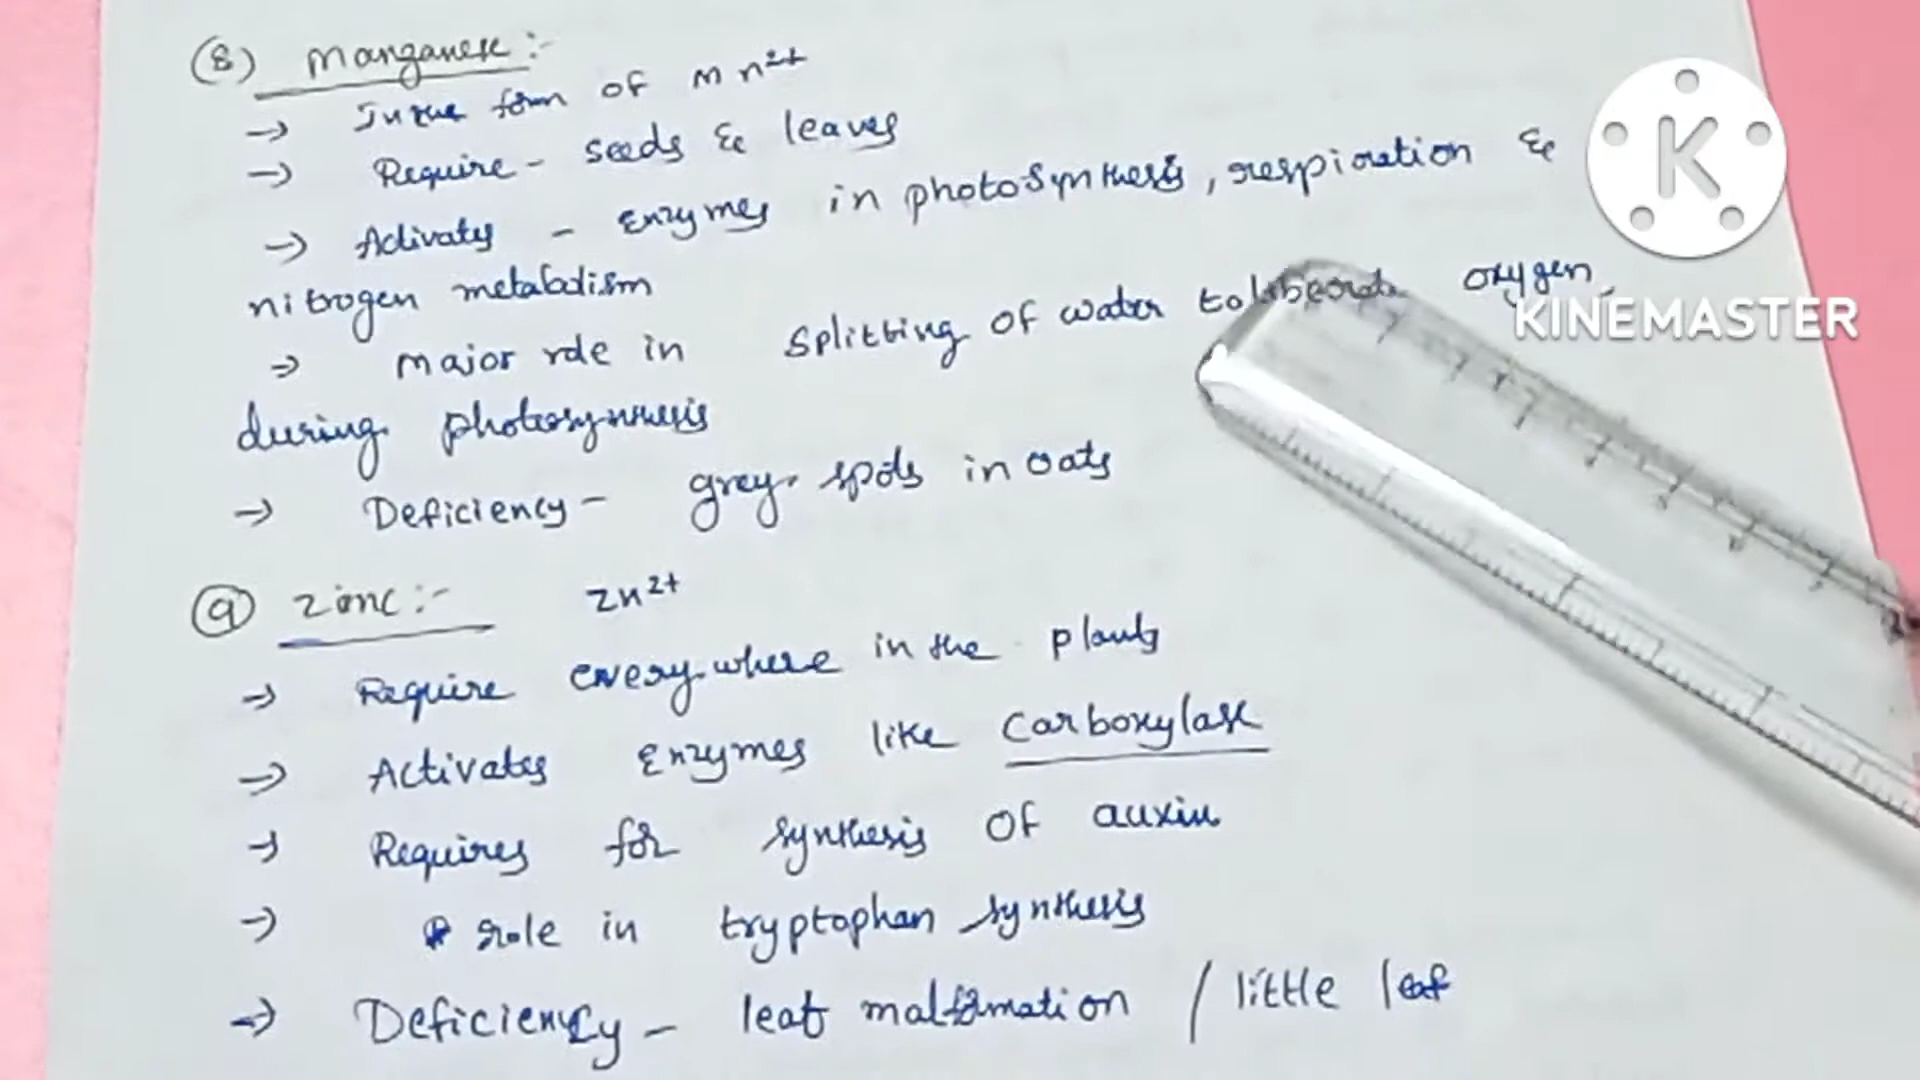 (8) Manganese :-
→ In the form of Mn2+
→ Require - seeds & leaves
→ Activates - Enzymes in photosynthesis, respiration &
nitrogen metabolism
⇒ Major role in splitting of water to liberate oxygen
during photosynthesis
→ Deficiency - grey spots in oats
(9) Zinc :- Zn2+
→ Require everywhere in the plants
→ Activates Enzymes like Carboxylase
→ Requires for synthesis of auxin
→ role in tryptophan synthesis
→ Deficiency - leaf malformation / little leaf
K
KINEMASTER